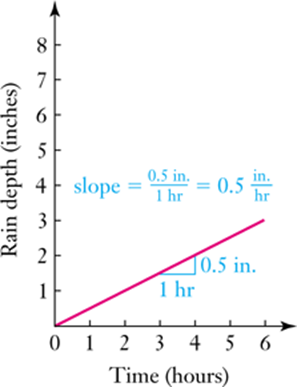 Rain depth (inches)
8
7
6
5
4
3
2
1
slope = 0.5 in. / 1 hr = 0.5 in. / hr
0.5 in.
1 hr
0 1 2 3 4 5 6
Time (hours)